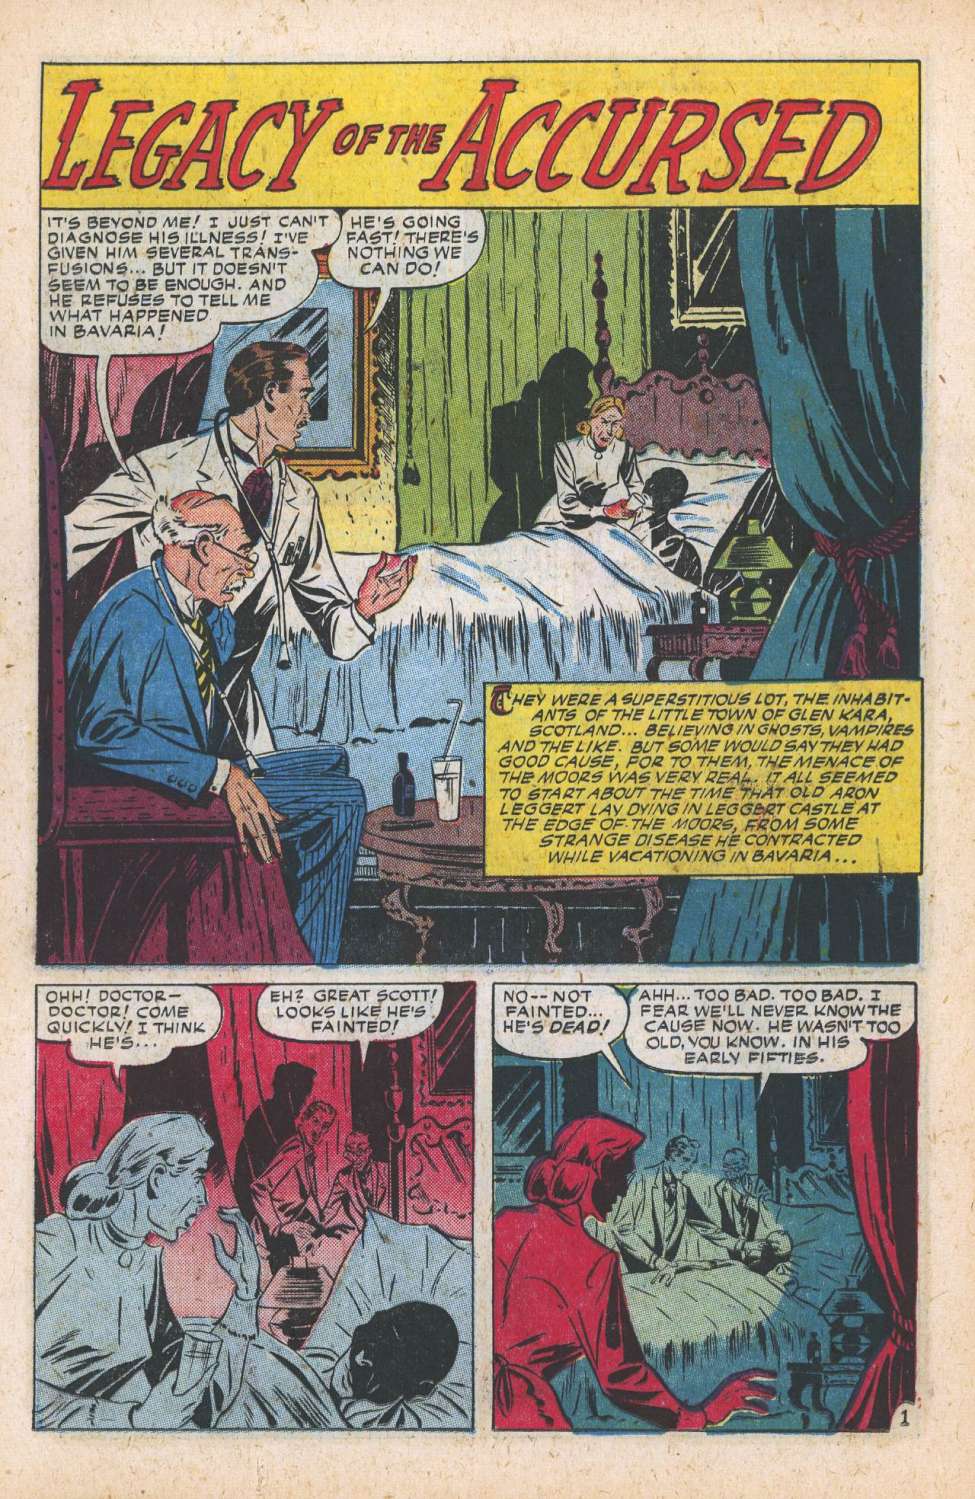 LEGACY OF THE ACCURSED
IT'S BEYOND ME! I JUST CAN'T
DIAGNOSE HIS ILLNESS! I'VE
GIVEN HIM SEVERAL TRANS-
FUSIONS... BUT IT DOESN'T
SEEM TO BE ENOUGH. AND
HE REFUSES TO TELL ME
WHAT HAPPENED
IN BAVARIA!
HE'S GOING
FAST! THERE'S
NOTHING WE
CAN DO!
THEY WERE A SUPERSTITIOUS LOT, THE INHABIT-
ANTS OF THE LITTLE TOWN OF GLEN KARA,
SCOTLAND... BELIEVING IN GHOSTS, VAMPIRES
AND THE LIKE. BUT SOME WOULD SAY THEY HAD
GOOD CAUSE, FOR TO THEM, THE MENACE OF
THE MOORS WAS VERY REAL. IT ALL SEEMED
TO START ABOUT THE TIME THAT OLD ARON
LEGGERT LAY DYING IN LEGGERT CASTLE AT
THE EDGE OF THE MOORS, FROM SOME
STRANGE DISEASE HE CONTRACTED
WHILE VACATIONING IN BAVARIA...
OHH! DOCTOR—
DOCTOR! COME
QUICKLY! I THINK
HE'S...
EH? GREAT SCOTT!
LOOKS LIKE HE'S
FAINTED!
NO-- NOT
FAINTED...
HE'S DEAD!
AHH... TOO BAD. TOO BAD. I
FEAR WE'LL NEVER KNOW THE
CAUSE NOW. HE WASN'T TOO
OLD, YOU KNOW. IN HIS
EARLY FIFTIES.
1